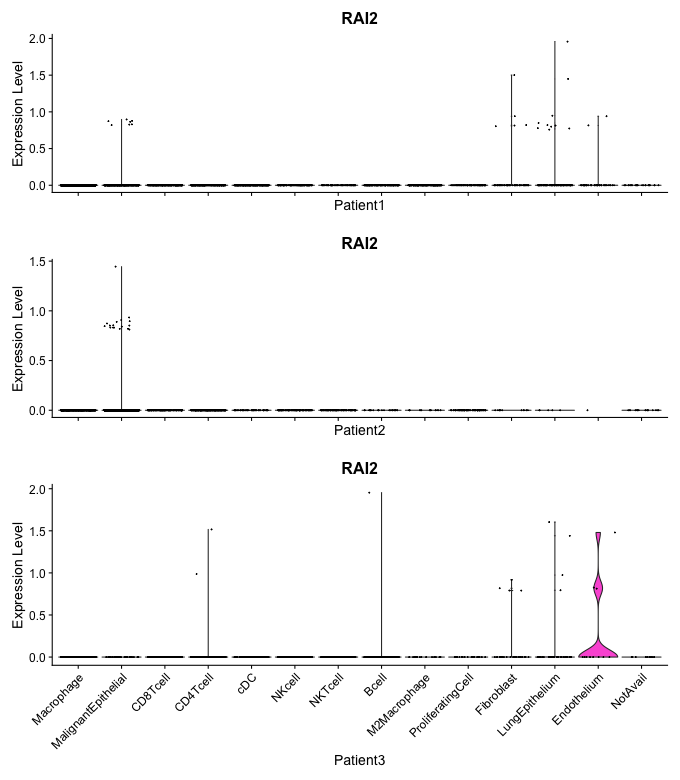 RAI2
Expression Level
2.0
1.5
1.0
0.5
0.0
Patient1
RAI2
Expression Level
1.5
1.0
0.5
0.0
Patient2
RAI2
Expression Level
2.0
1.5
1.0
0.5
0.0
Macrophage
MalignantEpithelial
CD8Tcell
CD4Tcell
cDC
NKcell
NKTcell
Bcell
M2Macrophage
ProliferatingCell
Fibroblast
LungEpithelium
Endothelium
NotAvail
Patient3